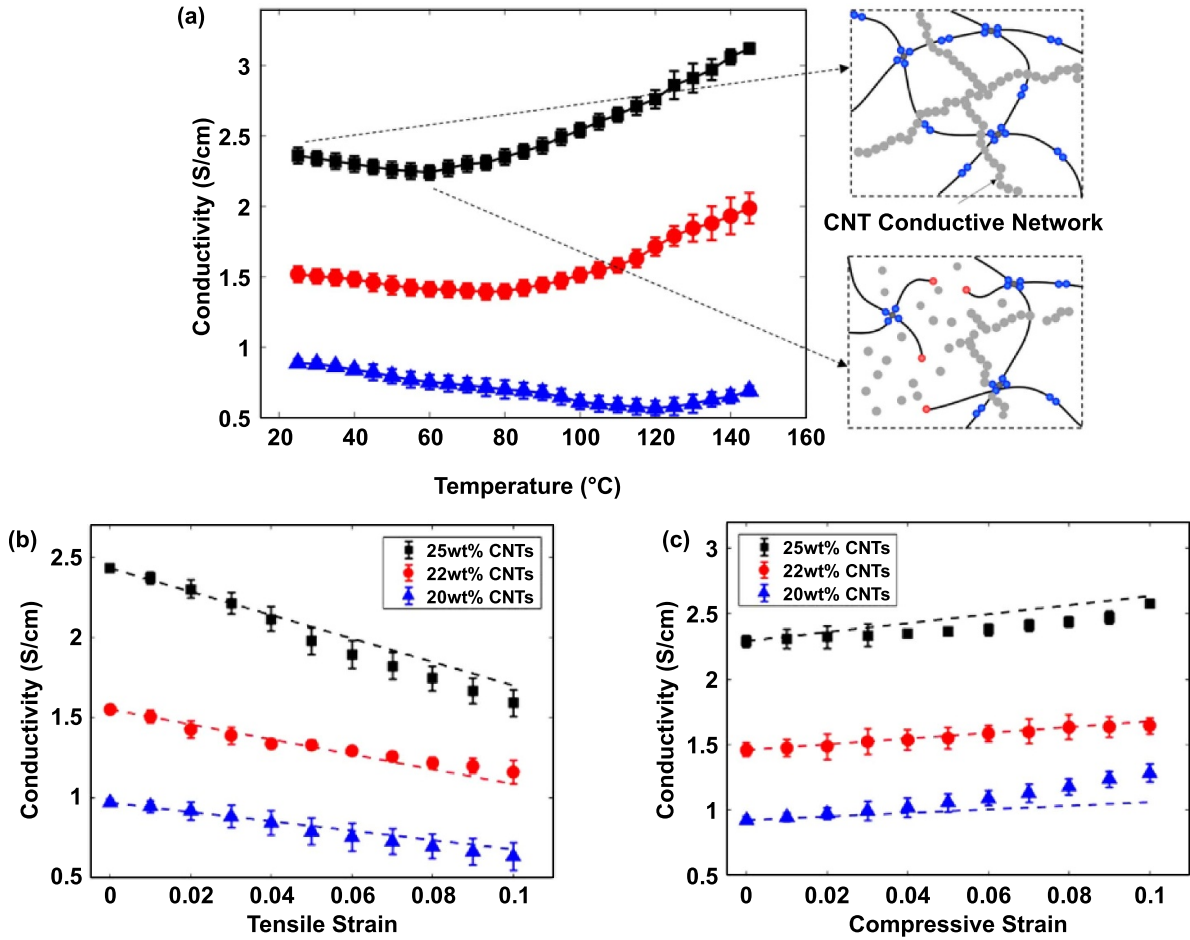 (a)
Conductivity (S/cm)
3
2.5
2
1.5
1
0.5
20 40 60 80 100 120 140 160
Temperature (°C)
CNT Conductive Network
(b)
Conductivity (S/cm)
2.5
2
1.5
1
0.5
25wt% CNTs
22wt% CNTs
20wt% CNTs
0 0.02 0.04 0.06 0.08 0.1
Tensile Strain
(c)
Conductivity (S/cm)
3
2.5
2
1.5
1
0.5
25wt% CNTs
22wt% CNTs
20wt% CNTs
0 0.02 0.04 0.06 0.08 0.1
Compressive Strain